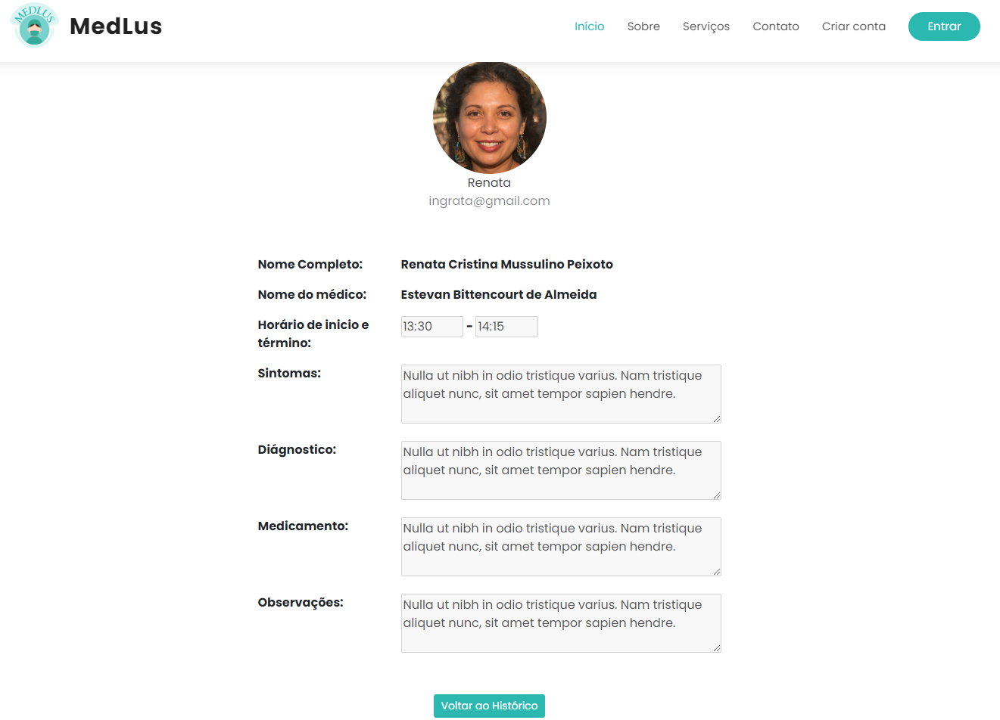 MEDLUS
MedLus
Início
Sobre
Serviços
Contato
Criar conta
Entrar
Renata
ingrata@gmail.com
Nome Completo:
Renata Cristina Mussulino Peixoto
Nome do médico:
Estevan Bittencourt de Almeida
Horário de inicio e
término:
13:30 - 14:15
Sintomas:
Nulla ut nibh in odio tristique varius. Nam tristique
aliquet nunc, sit amet tempor sapien hendre.
Diágnostico:
Nulla ut nibh in odio tristique varius. Nam tristique
aliquet nunc, sit amet tempor sapien hendre.
Medicamento:
Nulla ut nibh in odio tristique varius. Nam tristique
aliquet nunc, sit amet tempor sapien hendre.
Observações:
Nulla ut nibh in odio tristique varius. Nam tristique
aliquet nunc, sit amet tempor sapien hendre.
Voltar ao Histórico